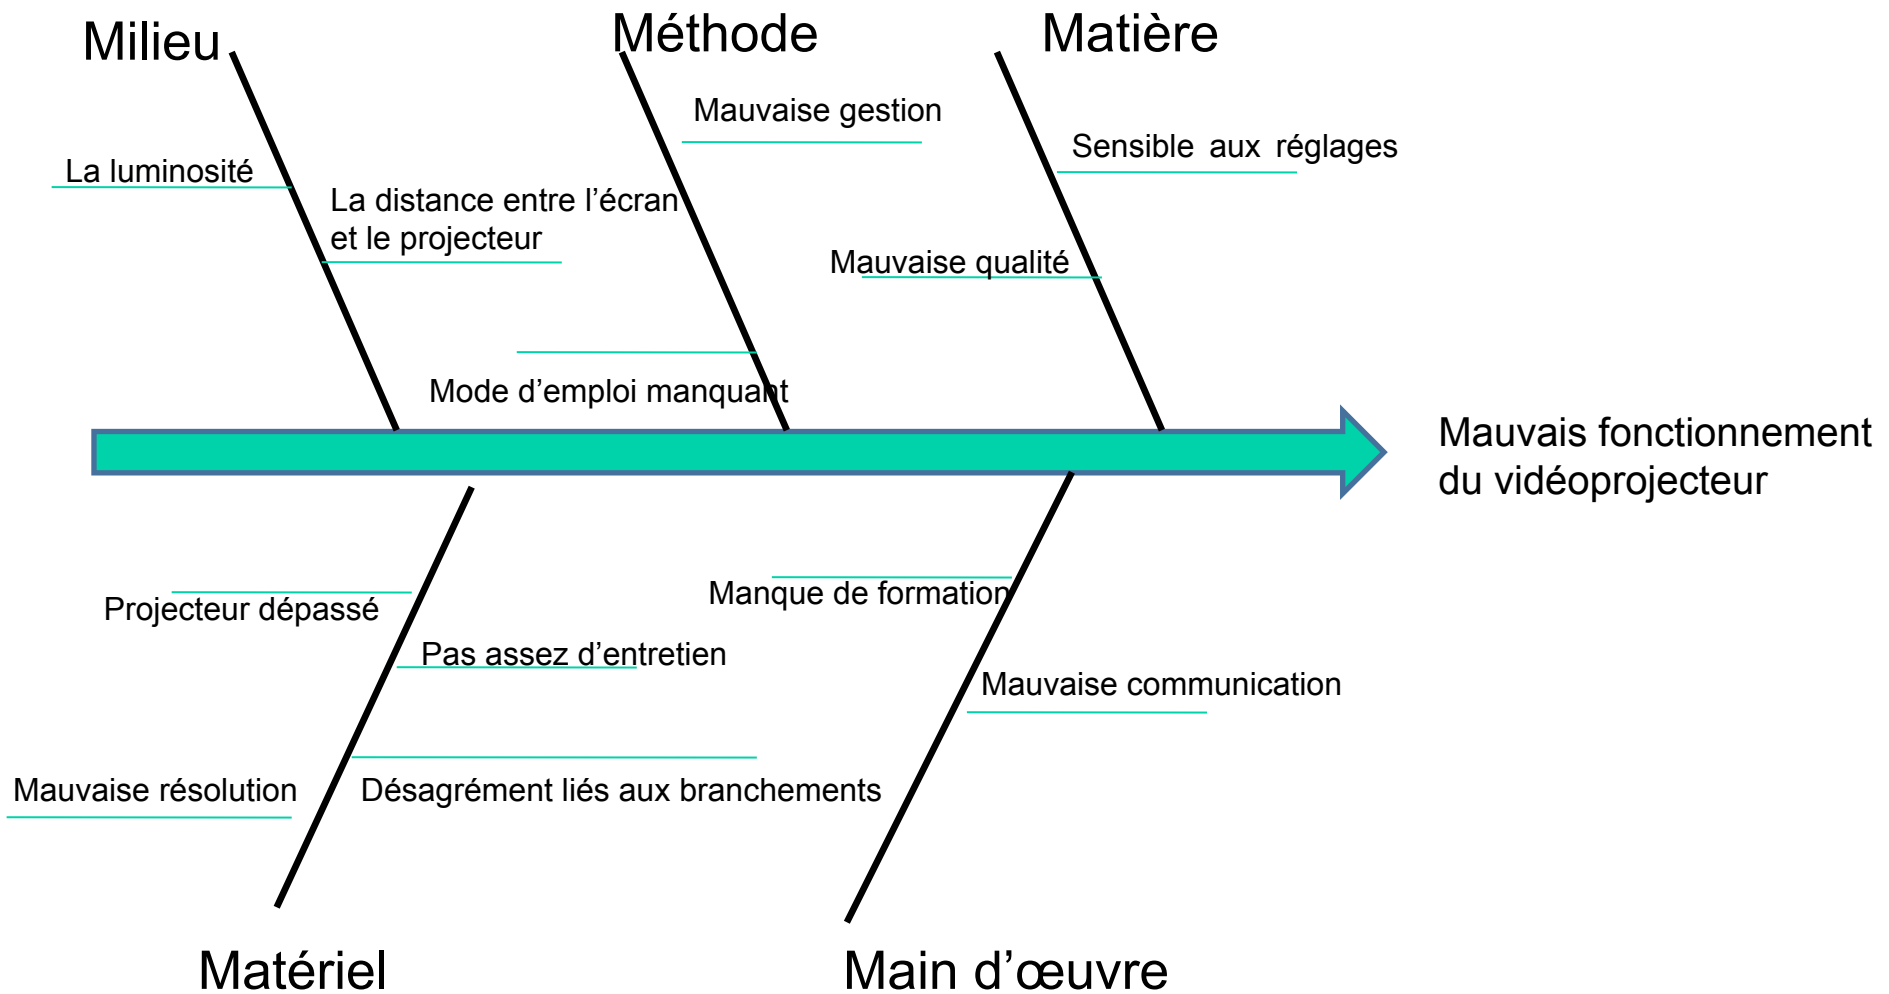 Milieu
Méthode
Matière
Mauvaise gestion
Sensible aux réglages
La luminosité
La distance entre l’écran
et le projecteur
Mauvaise qualité
Mode d’emploi manquant
Mauvais fonctionnement
du vidéoprojecteur
Projecteur dépassé
Manque de formation
Pas assez d’entretien
Mauvaise communication
Mauvaise résolution
Désagrément liés aux branchements
Matériel
Main d’œuvre